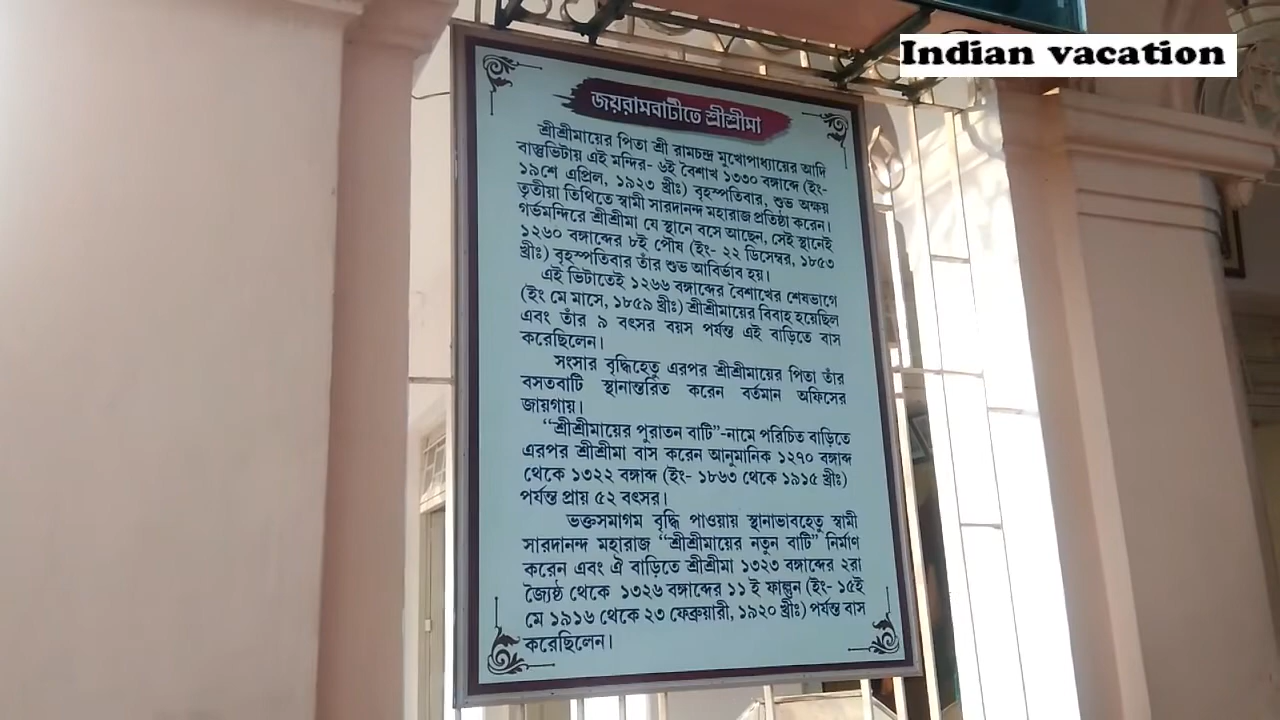 Indian vacation
জয়রামবাটীতে শ্রীশ্রীমা
শ্রীশ্রীমায়ের পিতা শ্রী রামচন্দ্র মুখোপাধ্যায়ের আদি
বাস্তুভিটায় এই মন্দির- ৬ই বৈশাখ ১৩৩০ বঙ্গাব্দে (ইং-
১৯শে এপ্রিল, ১৯২৩ খ্রীঃ) বৃহস্পতিবার, শুভ অক্ষয়
তৃতীয়া তিথিতে স্বামী সারদানন্দ মহারাজ প্রতিষ্ঠা করেন।
গর্ভমন্দিরে শ্রীশ্রীমা যে স্থানে বসে আছেন, সেই স্থানেই
১২৬০ বঙ্গাব্দের ৮ই পৌষ (ইং- ২২ ডিসেম্বর, ১৮৫৩
খ্রীঃ) বৃহস্পতিবার তাঁর শুভ আবির্ভাব হয়।
এই ভিটাতেই ১২৬৬ বঙ্গাব্দের বৈশাখের শেষভাগে
(ইং মে মাসে, ১৮৫৯ খ্রীঃ) শ্রীশ্রীমায়ের বিবাহ হয়েছিল
এবং তাঁর ৯ বৎসর বয়স পর্যন্ত এই বাড়িতে বাস
করেছিলেন।
সংসার বৃদ্ধিহেতু এরপর শ্রীশ্রীমায়ের পিতা তাঁর
বসতবাটি স্থানান্তরিত করেন বর্তমান অফিসের
জায়গায়।
“শ্রীশ্রীমায়ের পুরাতন বাটি”-নামে পরিচিত বাড়িতে
এরপর শ্রীশ্রীমা বাস করেন আনুমানিক ১২৭০ বঙ্গাব্দ
থেকে ১৩২২ বঙ্গাব্দ (ইং- ১৮৬৩ থেকে ১৯১৫ খ্রীঃ)
পর্যন্ত প্রায় ৫২ বৎসর।
ভক্তসমাগম বৃদ্ধি পাওয়ায় স্থানাভাবহেতু স্বামী
সারদানন্দ মহারাজ “শ্রীশ্রীমায়ের নতুন বাটি” নির্মাণ
করেন এবং ঐ বাড়িতে শ্রীশ্রীমা ১৩২৩ বঙ্গাব্দের ২রা
জ্যৈষ্ঠ থেকে ১৩২৬ বঙ্গাব্দের ১১ ই ফাল্গুন (ইং- ১৫ই
মে ১৯১৬ থেকে ২৩ ফেব্রুয়ারী, ১৯২০ খ্রীঃ) পর্যন্ত বাস
করেছিলেন।